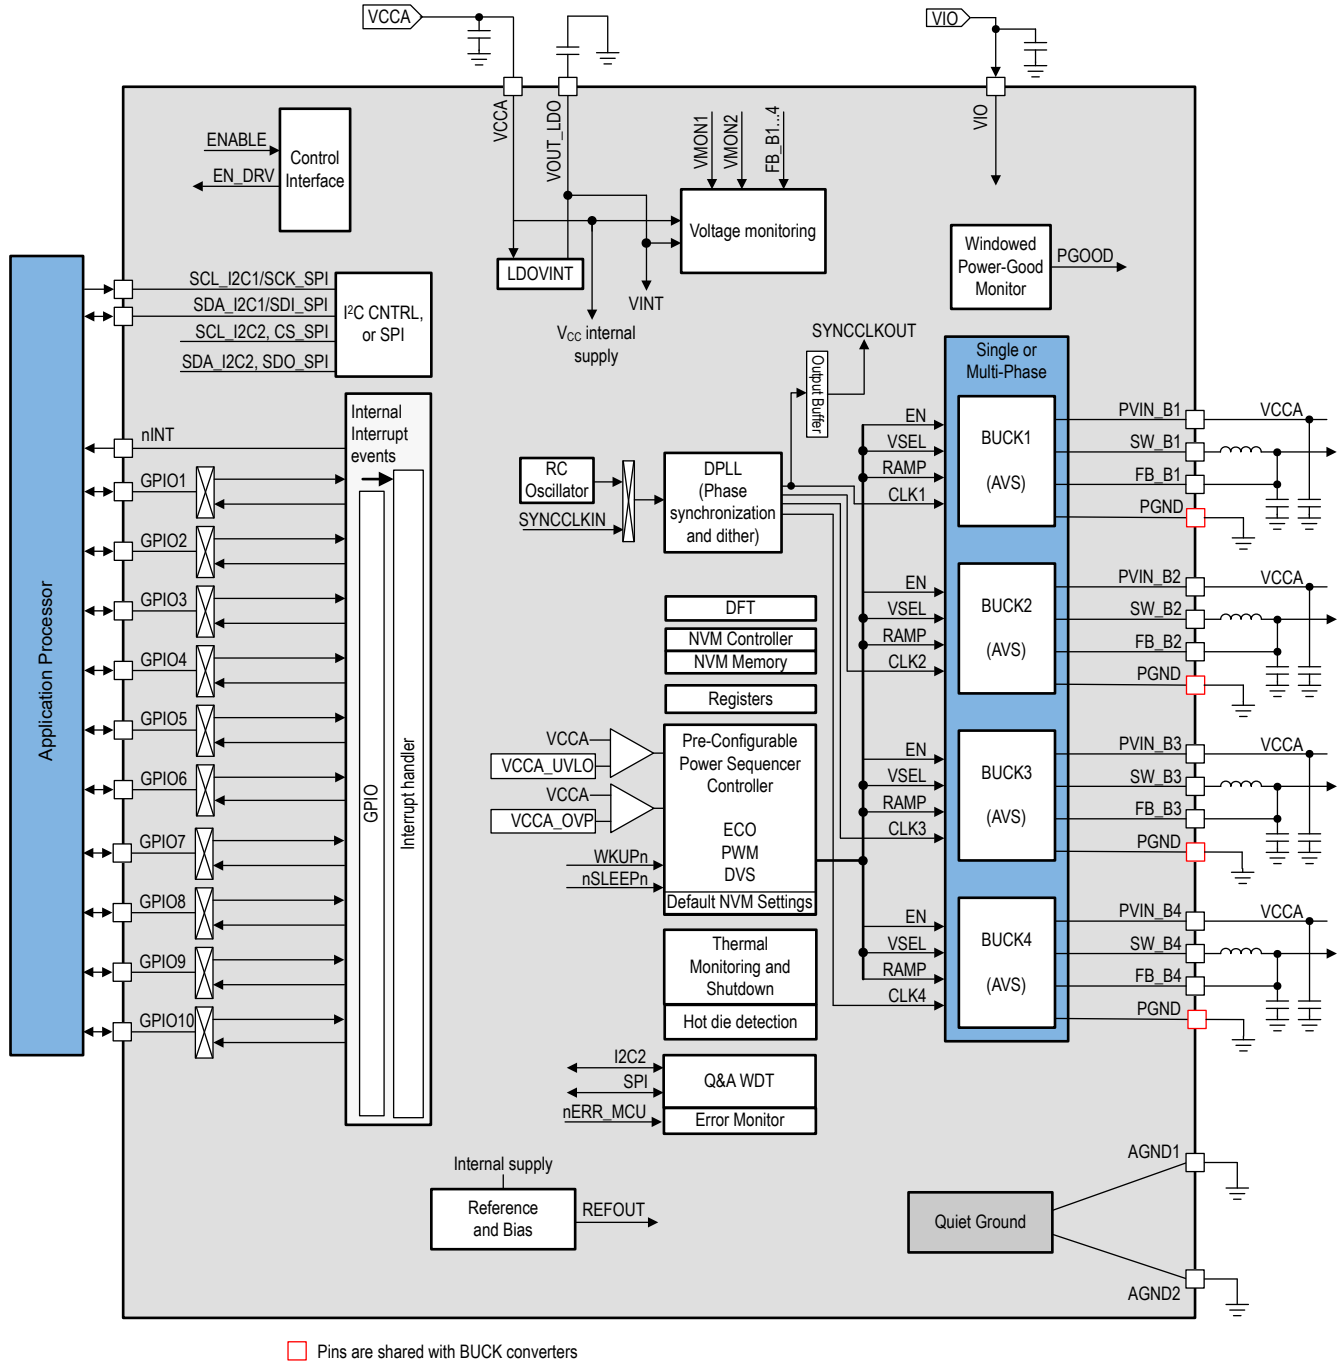 VCCA
VIO
VCCA
VOUT_LDO
VIO
ENABLE
EN_DRV
Control
Interface
VMON1
VMON2
FB_B1...4
Voltage monitoring
LDOVINT
VINT
VCC internal
supply
Windowed
Power-Good
Monitor
PGOOD
SCL_I2C1/SCK_SPI
SDA_I2C1/SDI_SPI
SCL_I2C2, CS_SPI
SDA_I2C2, SDO_SPI
I2C CNTRL,
or SPI
SYNCCLKOUT
Output Buffer
Application Processor
nINT
GPIO1
GPIO2
GPIO3
GPIO4
GPIO5
GPIO6
GPIO7
GPIO8
GPIO9
GPIO10
Internal
Interrupt
events
GPIO
Interrupt handler
RC
Oscillator
SYNCCLKIN
DPLL
(Phase
synchronization
and dither)
DFT
NVM Controller
NVM Memory
Registers
VCCA
VCCA_UVLO
VCCA
VCCA_OVP
WKUPn
nSLEEPn
Pre-Configurable
Power Sequencer
Controller
ECO
PWM
DVS
Default NVM Settings
Thermal
Monitoring and
Shutdown
Hot die detection
I2C2
SPI
nERR_MCU
Q&A WDT
Error Monitor
Internal supply
Reference
and Bias
REFOUT
Single or
Multi-Phase
EN
VSEL
RAMP
CLK1
BUCK1
(AVS)
PVIN_B1
SW_B1
FB_B1
PGND
VCCA
EN
VSEL
RAMP
CLK2
BUCK2
(AVS)
PVIN_B2
SW_B2
FB_B2
PGND
VCCA
EN
VSEL
RAMP
CLK3
BUCK3
(AVS)
PVIN_B3
SW_B3
FB_B3
PGND
VCCA
EN
VSEL
RAMP
CLK4
BUCK4
(AVS)
PVIN_B4
SW_B4
FB_B4
PGND
VCCA
Quiet Ground
AGND1
AGND2
Pins are shared with BUCK converters